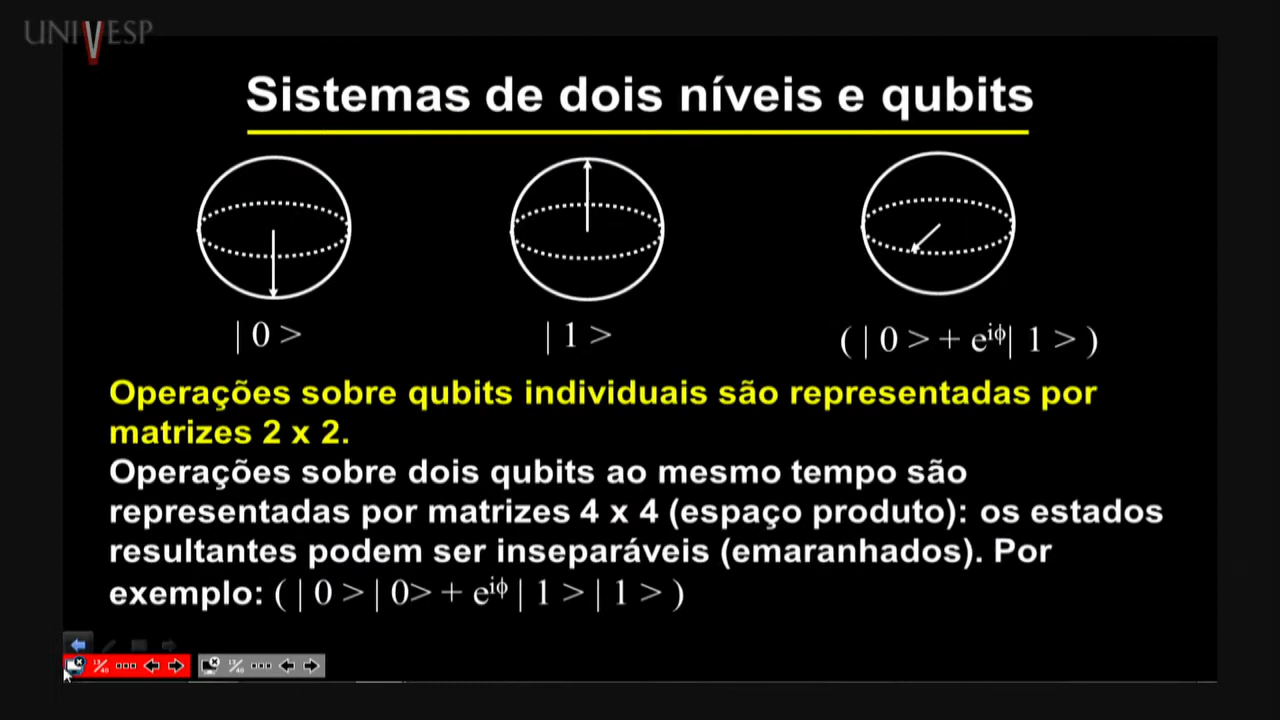 UNIVESP
Sistemas de dois níveis e qubits
| 0 >
| 1 >
( | 0 > + e^{iϕ}| 1 > )
Operações sobre qubits individuais são representadas por
matrizes 2 x 2.
Operações sobre dois qubits ao mesmo tempo são
representadas por matrizes 4 x 4 (espaço produto): os estados
resultantes podem ser inseparáveis (emaranhados). Por
exemplo: ( | 0 > | 0> + e^{iϕ} | 1 > | 1 > )